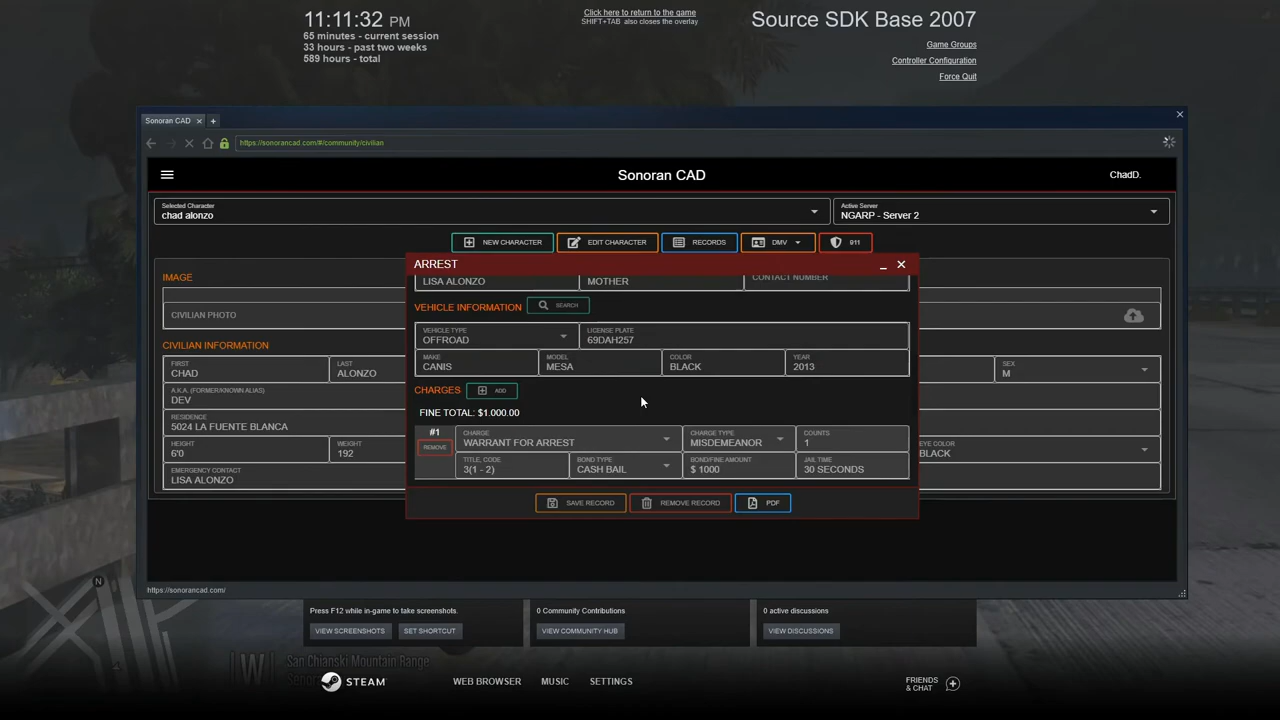 11:11:32 PM
65 minutes - current session
33 hours - past two weeks
589 hours - total
Click here to return to the game
SHIFT+TAB also closes the overlay
Source SDK Base 2007
Game Groups
Controller Configuration
Force Quit
Sonoran CAD
https://sonorancad.com/#/community/civilian
Sonoran CAD
ChadD.
Selected Character
chad alonzo
Active Server
NGARP - Server 2
NEW CHARACTER
EDIT CHARACTER
RECORDS
DMV
911
IMAGE
CIVILIAN PHOTO
CIVILIAN INFORMATION
FIRST
CHAD
LAST
ALONZO
SEX
M
A.K.A. (FORMER/KNOWN ALIAS)
DEV
RESIDENCE
5024 LA FUENTE BLANCA
HEIGHT
6'0
WEIGHT
192
EYE COLOR
BLACK
EMERGENCY CONTACT
LISA ALONZO
ARREST
LISA ALONZO
MOTHER
CONTACT NUMBER
VEHICLE INFORMATION
SEARCH
VEHICLE TYPE
OFFROAD
LICENSE PLATE
69DAH257
MAKE
CANIS
MODEL
MESA
COLOR
BLACK
YEAR
2013
CHARGES
ADD
FINE TOTAL: $1.000.00
#1
REMOVE
CHARGE
WARRANT FOR ARREST
CHARGE TYPE
MISDEMEANOR
COUNTS
1
TITLE, CODE
3(1 - 2)
BOND TYPE
CASH BAIL
BOND/FINE AMOUNT
$ 1000
JAIL TIME
30 SECONDS
SAVE RECORD
REMOVE RECORD
PDF
https://sonorancad.com/
N
Press F12 while in-game to take screenshots.
VIEW SCREENSHOTS
SET SHORTCUT
0 Community Contributions
VIEW COMMUNITY HUB
0 active discussions
VIEW DISCUSSIONS
W
San Chianski Mountain Range
STEAM
WEB BROWSER
MUSIC
SETTINGS
FRIENDS
& CHAT